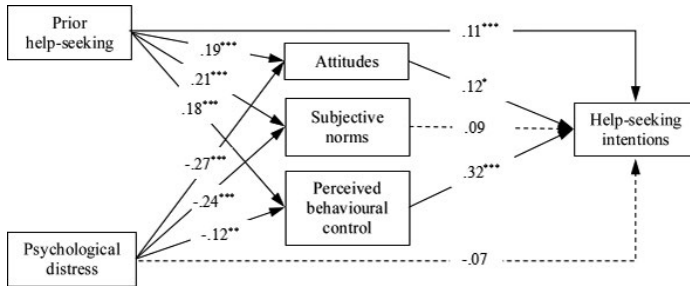 Prior
help-seeking
.11***
.19***
Attitudes
.21***
.12*
.18***
Subjective
norms
.09
Help-seeking
intentions
-.27***
.32***
Perceived
behavioural
control
-.24***
-.12**
Psychological
distress
-.07